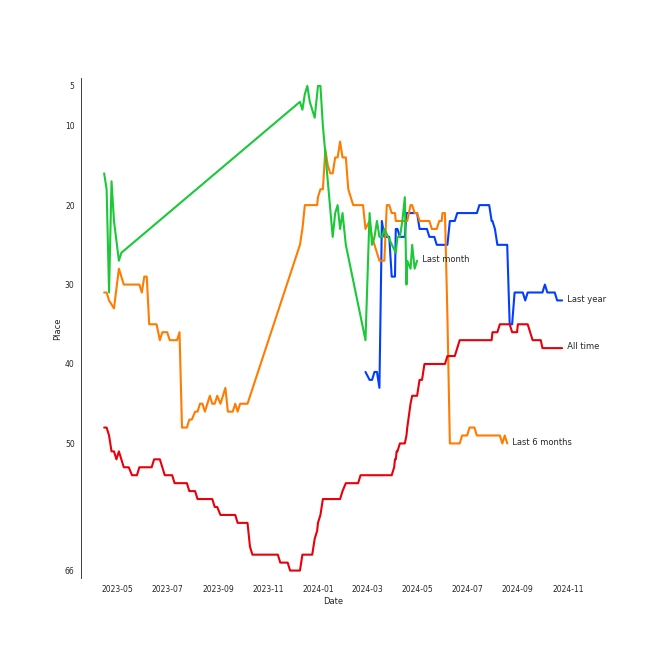 5
10
20
30
40
50
66
Place
Last month
Last year
All time
Last 6 months
2023-05
2023-07
2023-09
2023-11
2024-01
2024-03
2024-05
2024-07
2024-09
2024-11
Date